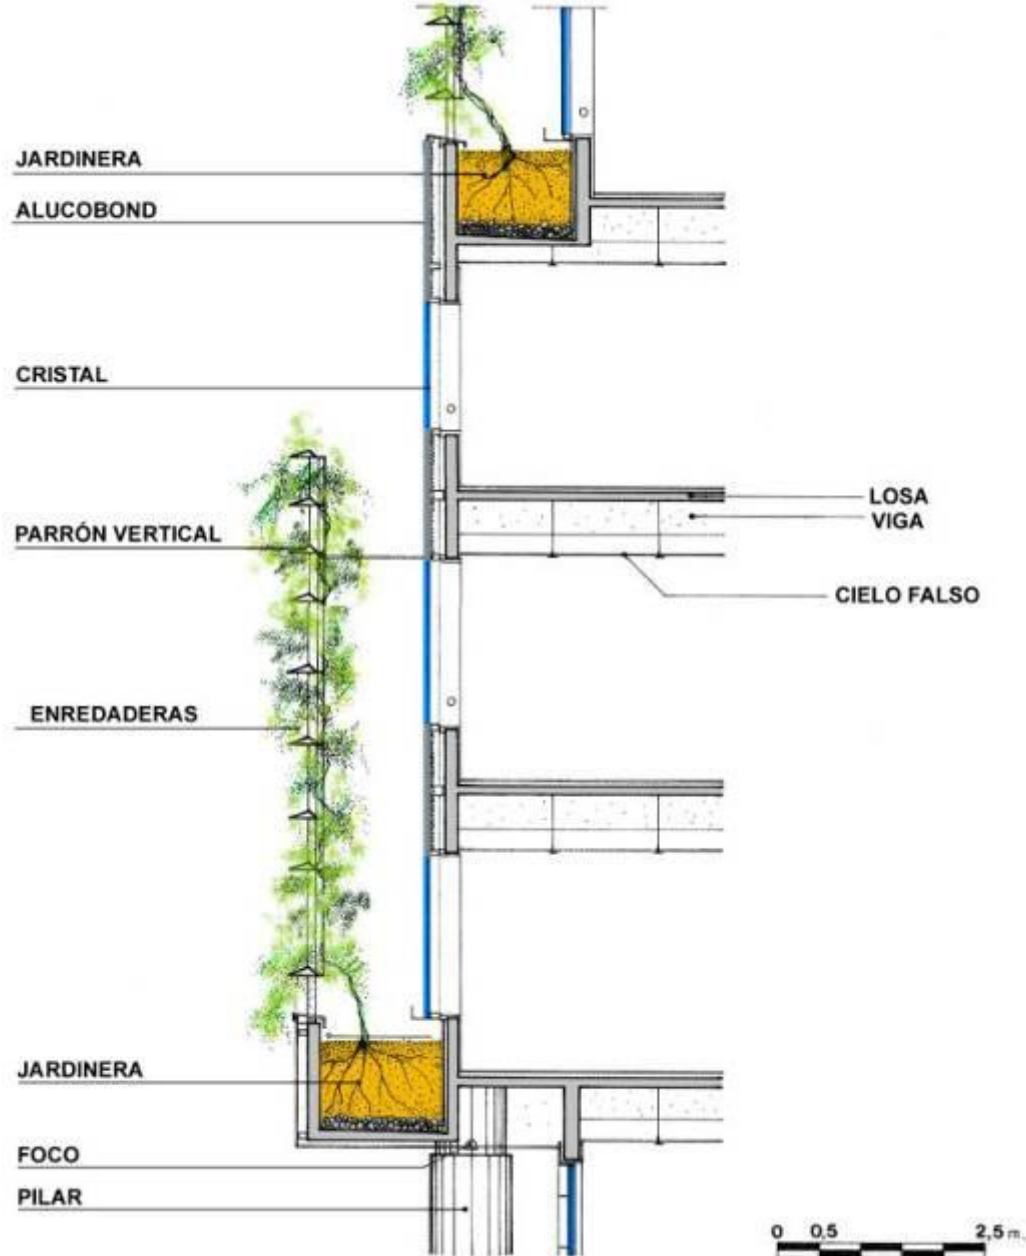 JARDINERA
ALUCOBOND
CRISTAL
PARRÓN VERTICAL
LOSA
VIGA
CIELO FALSO
ENREDADERAS
JARDINERA
FOCO
PILAR
0 0,5 2,5 m.